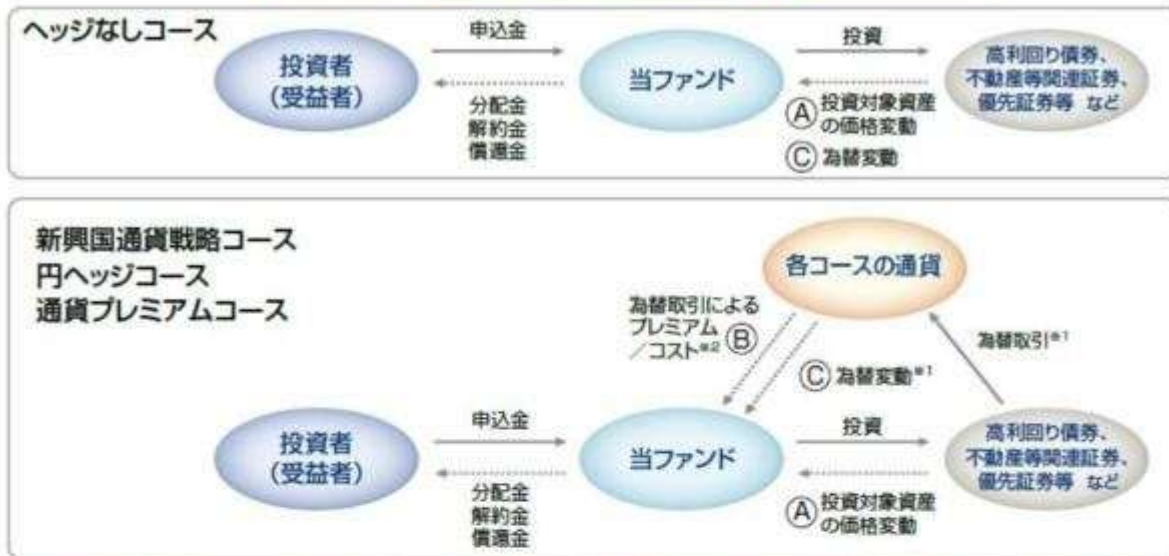 ヘッジなしコース
投資者
(受益者)
申込金
分配金
解約金
償還金
当ファンド
投資
Ⓐ 投資対象資産
の価格変動
Ⓒ 為替変動
高利回り債券、
不動産等関連証券、
優先証券等 など
新興国通貨戦略コース
円ヘッジコース
通貨プレミアムコース
各コースの通貨
為替取引による
プレミアム
/コスト※2 Ⓑ
Ⓒ 為替変動※1
為替取引※1
投資者
(受益者)
申込金
分配金
解約金
償還金
当ファンド
投資
Ⓐ 投資対象資産
の価格変動
高利回り債券、
不動産等関連証券、
優先証券等 など